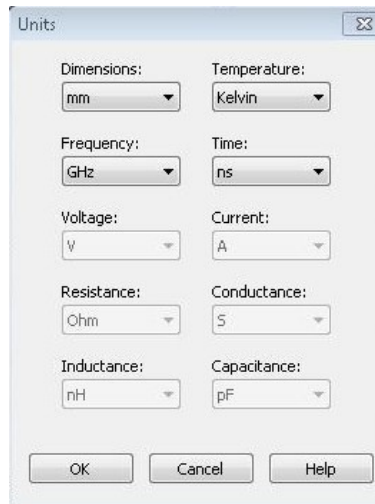 Units
Dimensions: Temperature:
mm Kelvin
Frequency: Time:
GHz ns
Voltage: Current:
V A
Resistance: Conductance:
Ohm S
Inductance: Capacitance:
nH pF
OK Cancel Help